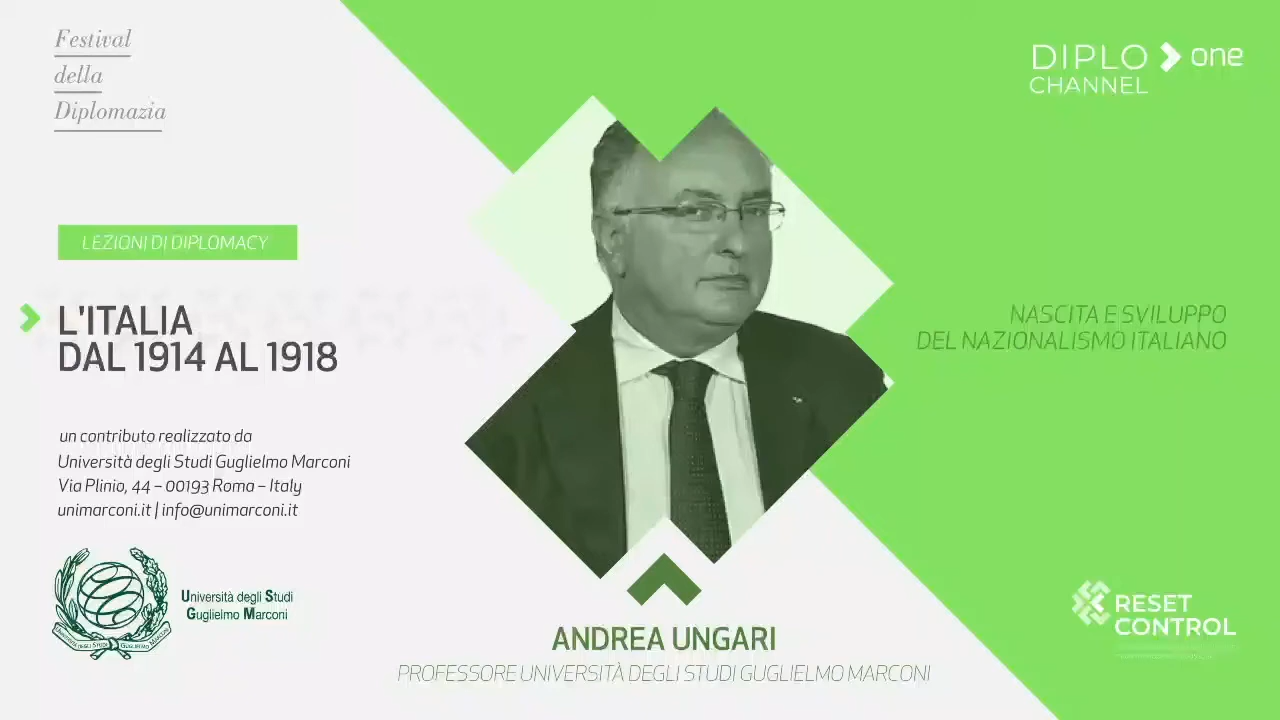 Festival
della
Diplomazia
DIPLO one
CHANNEL
LEZIONI DI DIPLOMACY
L'ITALIA
DAL 1914 AL 1918
NASCITA E SVILUPPO
DEL NAZIONALISMO ITALIANO
un contributo realizzato da
Università degli Studi Guglielmo Marconi
Via Plinio, 44 – 00193 Roma – Italy
unimarconi.it | info@unimarconi.it
Università degli Studi
Guglielmo Marconi
RESET
CONTROL
ANDREA UNGARI
PROFESSORE UNIVERSITÀ DEGLI STUDI GUGLIELMO MARCONI